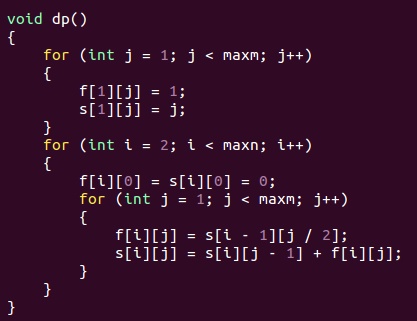 void dp()
{
    for (int j = 1; j < maxm; j++)
    {
        f[1][j] = 1;
        s[1][j] = j;
    }
    for (int i = 2; i < maxn; i++)
    {
        f[i][0] = s[i][0] = 0;
        for (int j = 1; j < maxm; j++)
        {
            f[i][j] = s[i - 1][j / 2];
            s[i][j] = s[i][j - 1] + f[i][j];
        }
    }
}